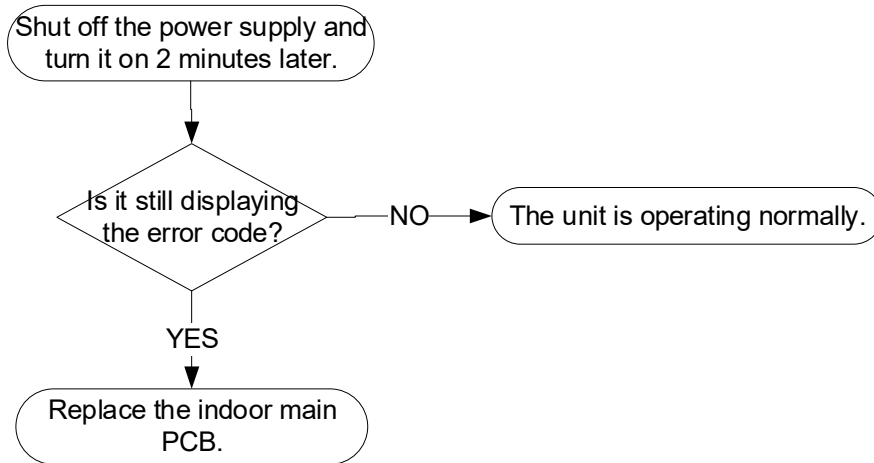 Shut off the power supply and
turn it on 2 minutes later.
Is it still displaying
the error code?
NO
The unit is operating normally.
YES
Replace the indoor main
PCB.